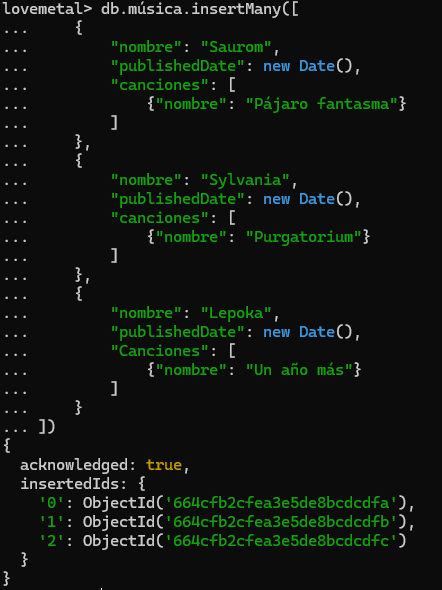 lovemetal> db.música.insertMany([
...     {
...         "nombre": "Saurom",
...         "publishedDate": new Date(),
...         "canciones": [
...             {"nombre": "Pájaro fantasma"}
...         ]
...     },
...     {
...         "nombre": "Sylvania",
...         "publishedDate": new Date(),
...         "canciones": [
...             {"nombre": "Purgatorium"}
...         ]
...     },
...     {
...         "nombre": "Lepoka",
...         "publishedDate": new Date(),
...         "Canciones": [
...             {"nombre": "Un año más"}
...         ]
...     }
... ])
{
  acknowledged: true,
  insertedIds: {
    '0': ObjectId('664cfb2cfea3e5de8bcdcdfa'),
    '1': ObjectId('664cfb2cfea3e5de8bcdcdfb'),
    '2': ObjectId('664cfb2cfea3e5de8bcdcdfc')
  }
}